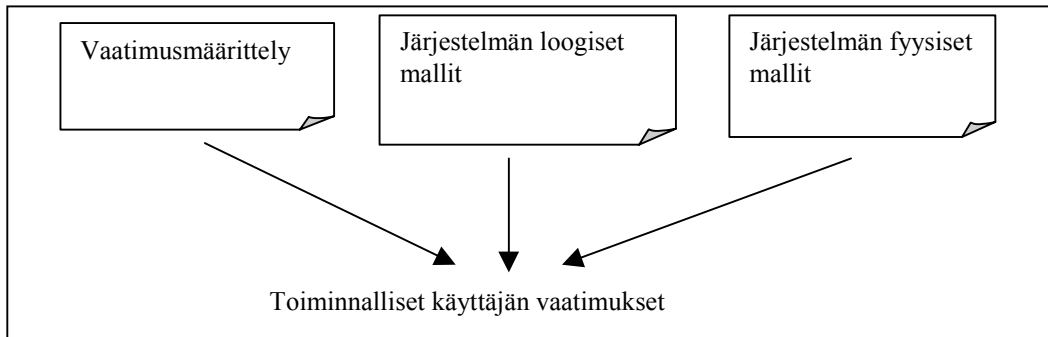 Vaatimusmäärittely
Järjestelmän loogiset
mallit
Järjestelmän fyysiset
mallit
Toiminnalliset käyttäjän vaatimukset